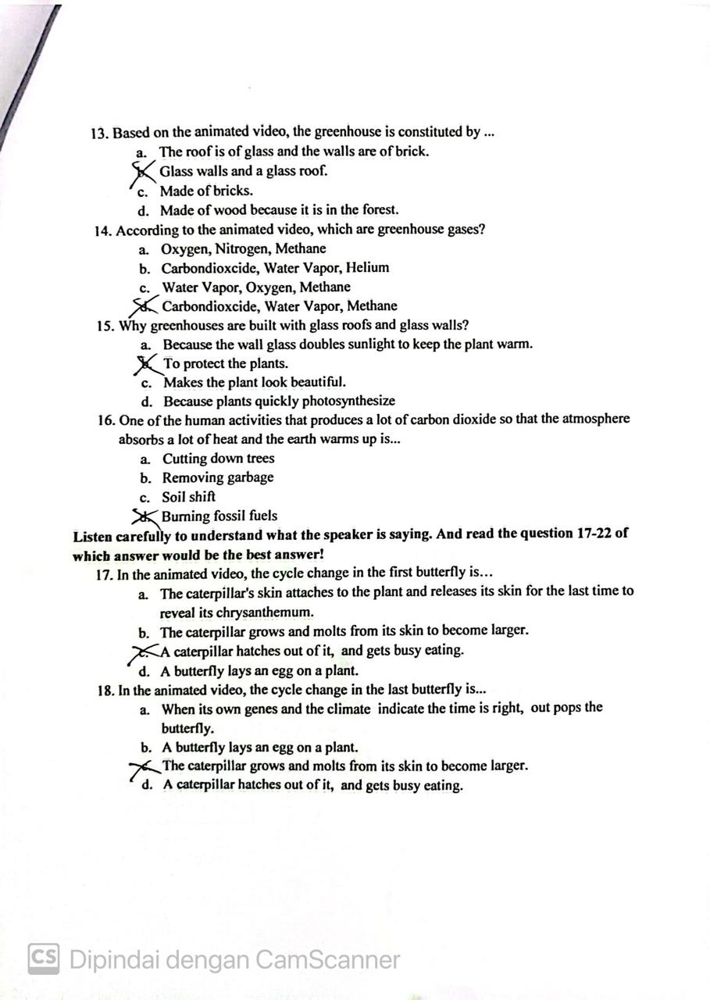 13. Based on the animated video, the greenhouse is constituted by ...
a. The roof is of glass and the walls are of brick.
b. Glass walls and a glass roof.
c. Made of bricks.
d. Made of wood because it is in the forest.
14. According to the animated video, which are greenhouse gases?
a. Oxygen, Nitrogen, Methane
b. Carbondioxcide, Water Vapor, Helium
c. Water Vapor, Oxygen, Methane
d. Carbondioxcide, Water Vapor, Methane
15. Why greenhouses are built with glass roofs and glass walls?
a. Because the wall glass doubles sunlight to keep the plant warm.
b. To protect the plants.
c. Makes the plant look beautiful.
d. Because plants quickly photosynthesize
16. One of the human activities that produces a lot of carbon dioxide so that the atmosphere
absorbs a lot of heat and the earth warms up is...
a. Cutting down trees
b. Removing garbage
c. Soil shift
d. Burning fossil fuels
Listen carefully to understand what the speaker is saying. And read the question 17-22 of
which answer would be the best answer!
17. In the animated video, the cycle change in the first butterfly is...
a. The caterpillar's skin attaches to the plant and releases its skin for the last time to
reveal its chrysanthemum.
b. The caterpillar grows and molts from its skin to become larger.
c. A caterpillar hatches out of it, and gets busy eating.
d. A butterfly lays an egg on a plant.
18. In the animated video, the cycle change in the last butterfly is...
a. When its own genes and the climate indicate the time is right, out pops the
butterfly.
b. A butterfly lays an egg on a plant.
c. The caterpillar grows and molts from its skin to become larger.
d. A caterpillar hatches out of it, and gets busy eating.
CS Dipindai dengan CamScanner